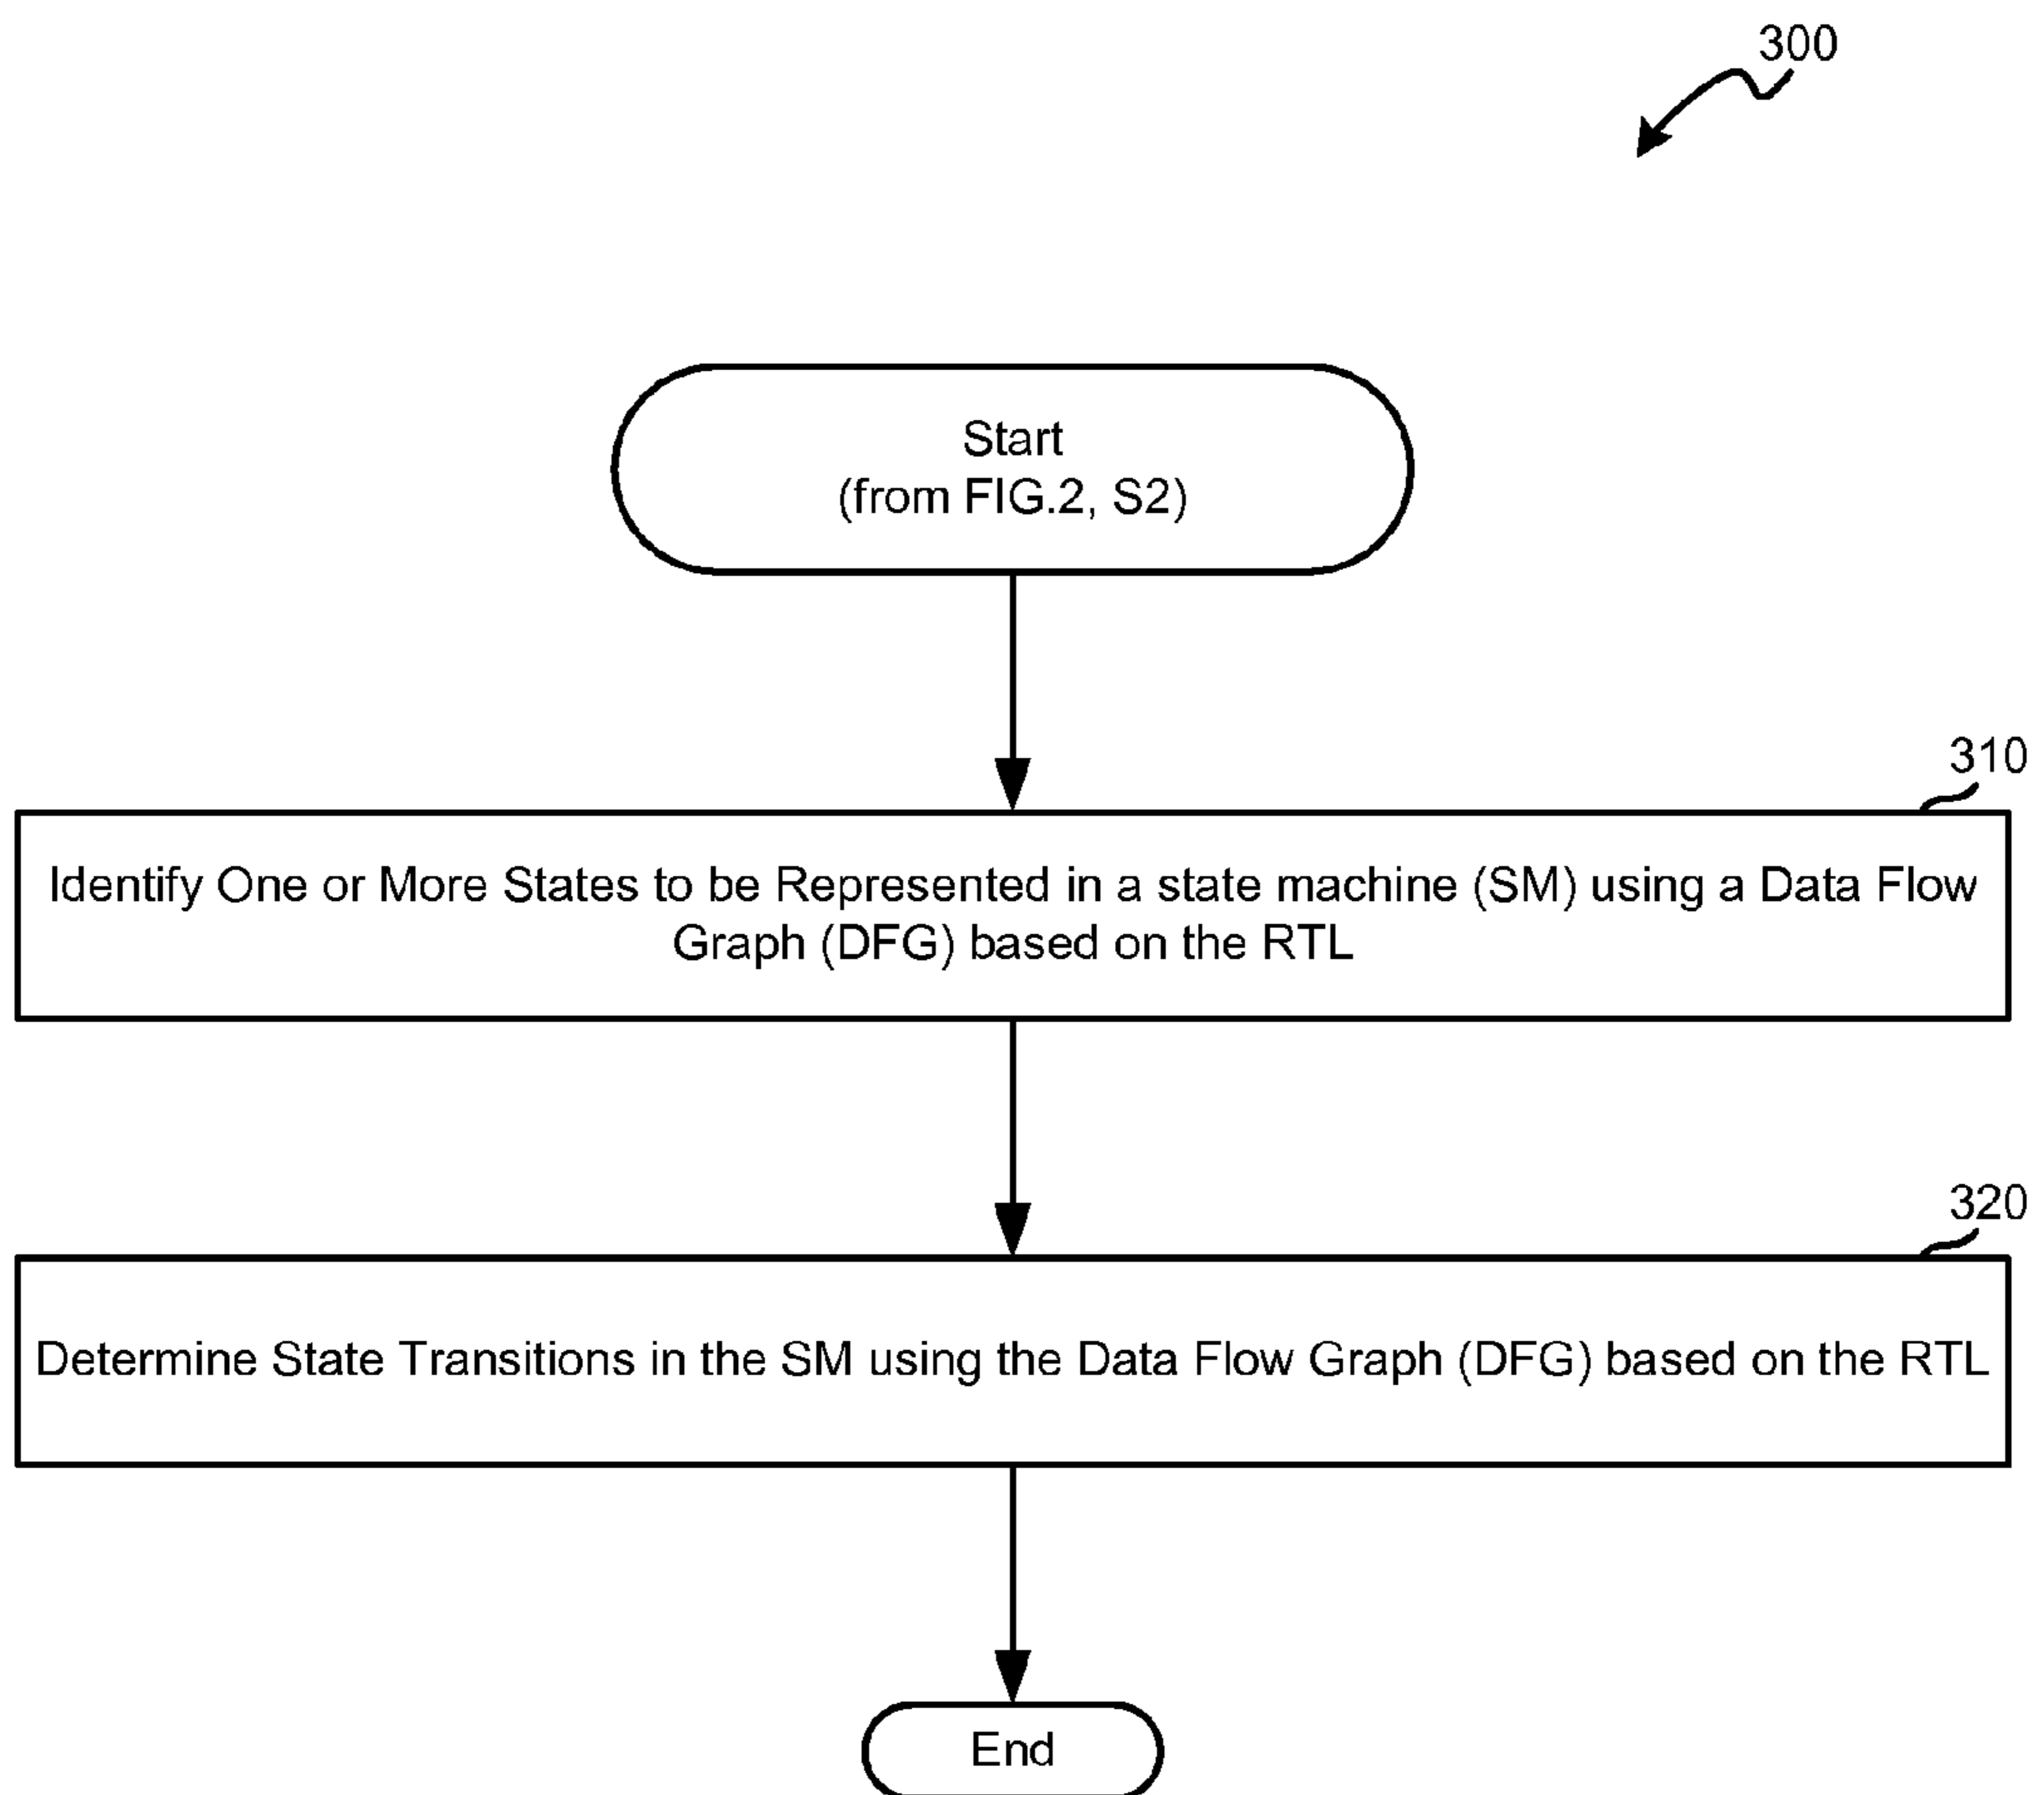 300
Start
(from FIG.2, S2)
310
Identify One or More States to be Represented in a state machine (SM) using a Data Flow
Graph (DFG) based on the RTL
320
Determine State Transitions in the SM using the Data Flow Graph (DFG) based on the RTL
End